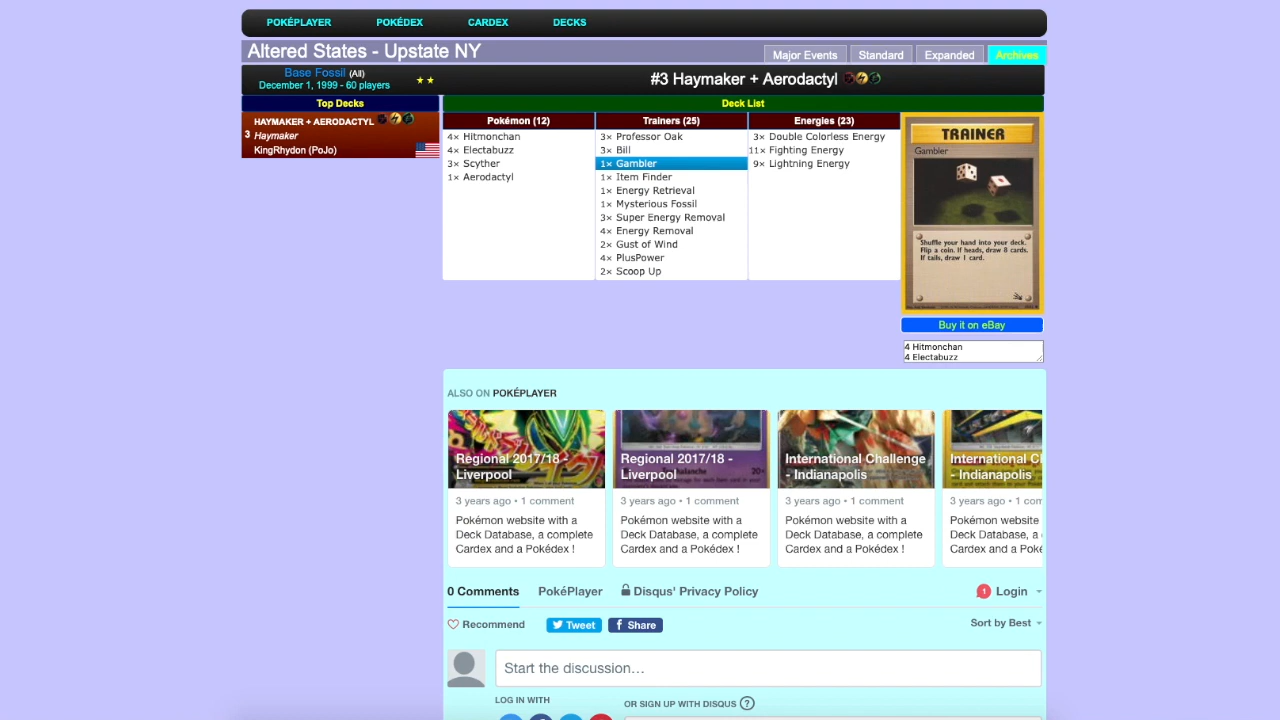 POKÉPLAYER POKÉDEX CARDEX DECKS
Altered States - Upstate NY
Major Events Standard Expanded Archives
Base Fossil (All)
December 1, 1999 - 60 players
#3 Haymaker + Aerodactyl
Top Decks
3 HAYMAKER + AERODACTYL
Haymaker
KingRhydon (PoJo)
Deck List
Pokémon (12)
4× Hitmonchan
4× Electabuzz
3× Scyther
1× Aerodactyl
Trainers (25)
3× Professor Oak
3× Bill
1× Gambler
1× Item Finder
1× Energy Retrieval
1× Mysterious Fossil
3× Super Energy Removal
4× Energy Removal
2× Gust of Wind
4× PlusPower
2× Scoop Up
Energies (23)
3× Double Colorless Energy
11× Fighting Energy
9× Lightning Energy
TRAINER
Gambler
Shuffle your hand into your deck.
Flip a coin. If heads, draw 8 cards.
If tails, draw 1 card.
Buy it on eBay
4 Hitmonchan
4 Electabuzz
ALSO ON POKÉPLAYER
Regional 2017/18 -
Liverpool
3 years ago • 1 comment
Pokémon website with a
Deck Database, a complete
Cardex and a Pokédex !
Regional 2017/18 -
Liverpool
3 years ago • 1 comment
Pokémon website with a
Deck Database, a complete
Cardex and a Pokédex !
International Challenge
- Indianapolis
3 years ago • 1 comment
Pokémon website with a
Deck Database, a complete
Cardex and a Pokédex !
International Cl
- Indianapolis
3 years ago • 1 com
Pokémon website
Deck Database, a
Cardex and a Poké
0 Comments PokéPlayer Disqus' Privacy Policy 1 Login
Recommend Tweet Share Sort by Best
Start the discussion…
LOG IN WITH
OR SIGN UP WITH DISQUS ?